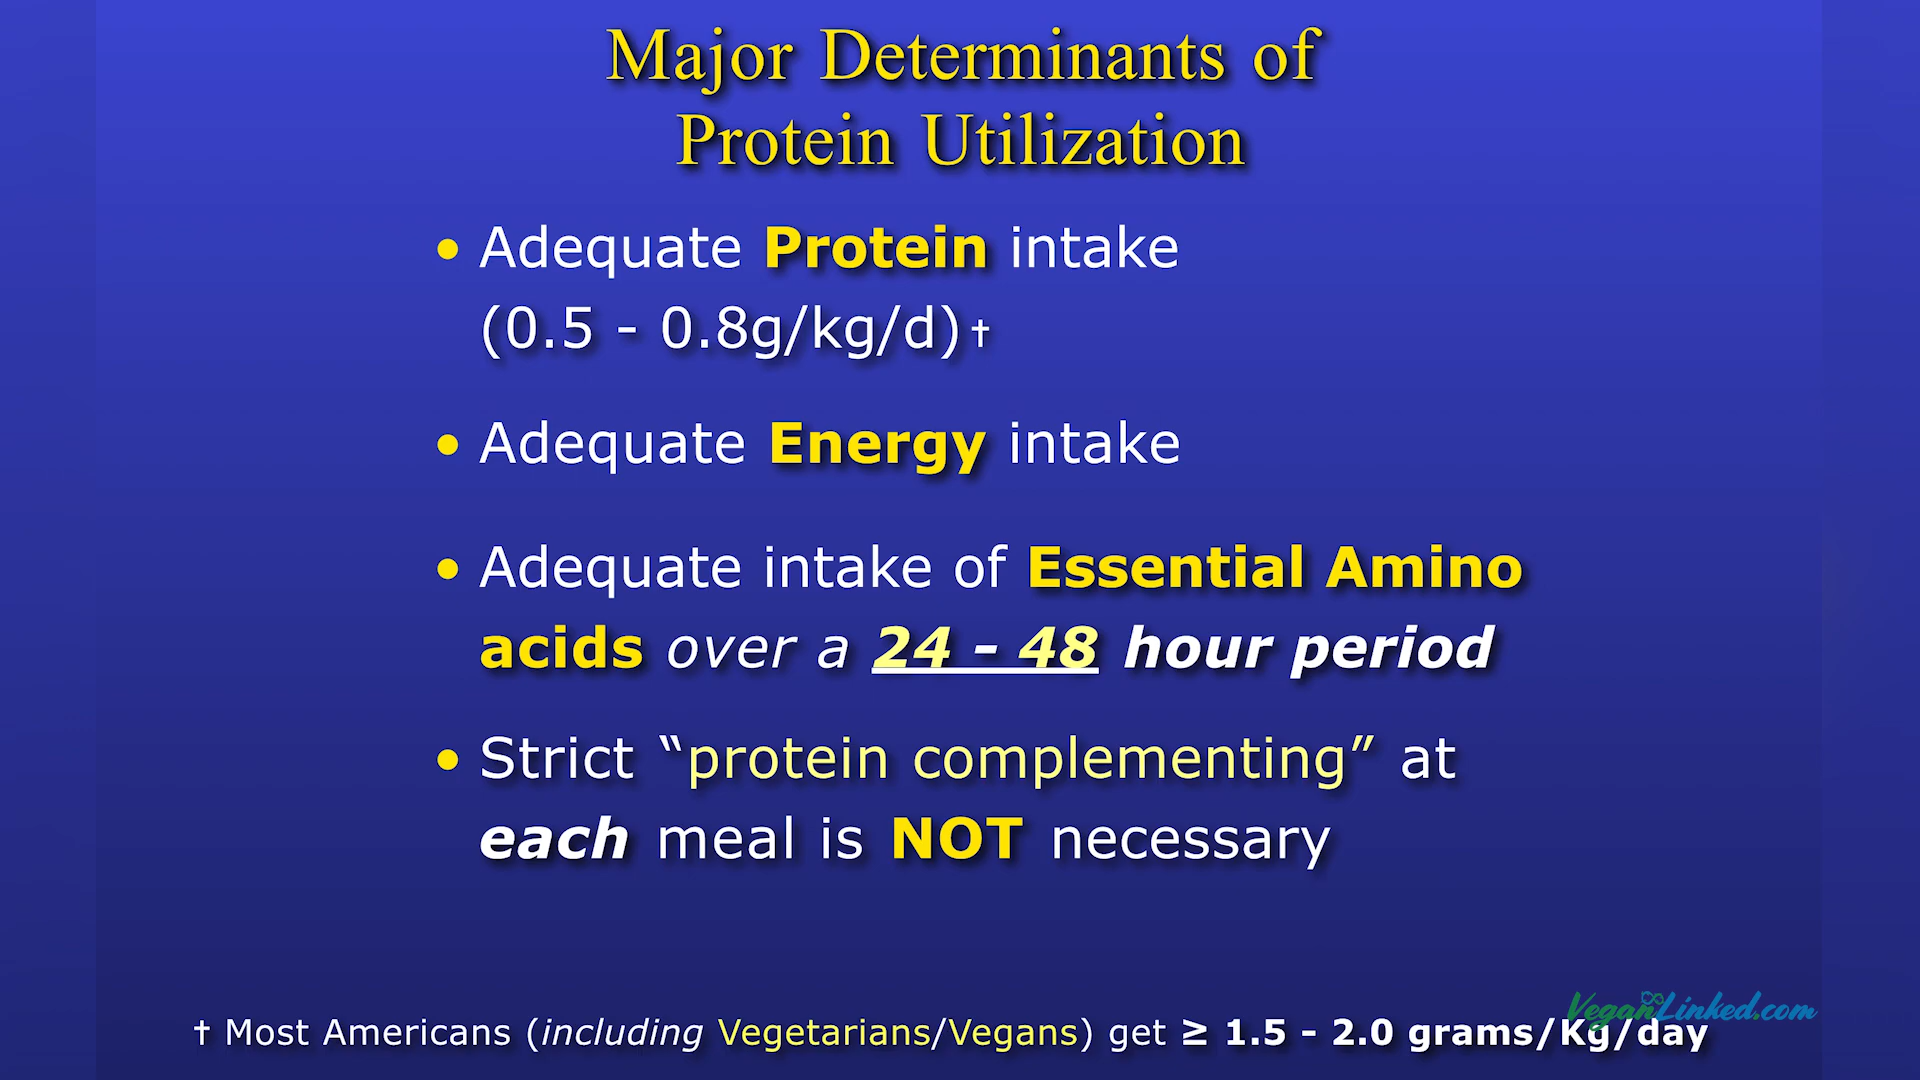 Major Determinants of
Protein Utilization
• Adequate Protein intake
(0.5 - 0.8g/kg/d)†
• Adequate Energy intake
• Adequate intake of Essential Amino
acids over a 24 - 48 hour period
• Strict “protein complementing” at
each meal is NOT necessary
VeganLinked.com
† Most Americans (including Vegetarians/Vegans) get ≥ 1.5 - 2.0 grams/Kg/day